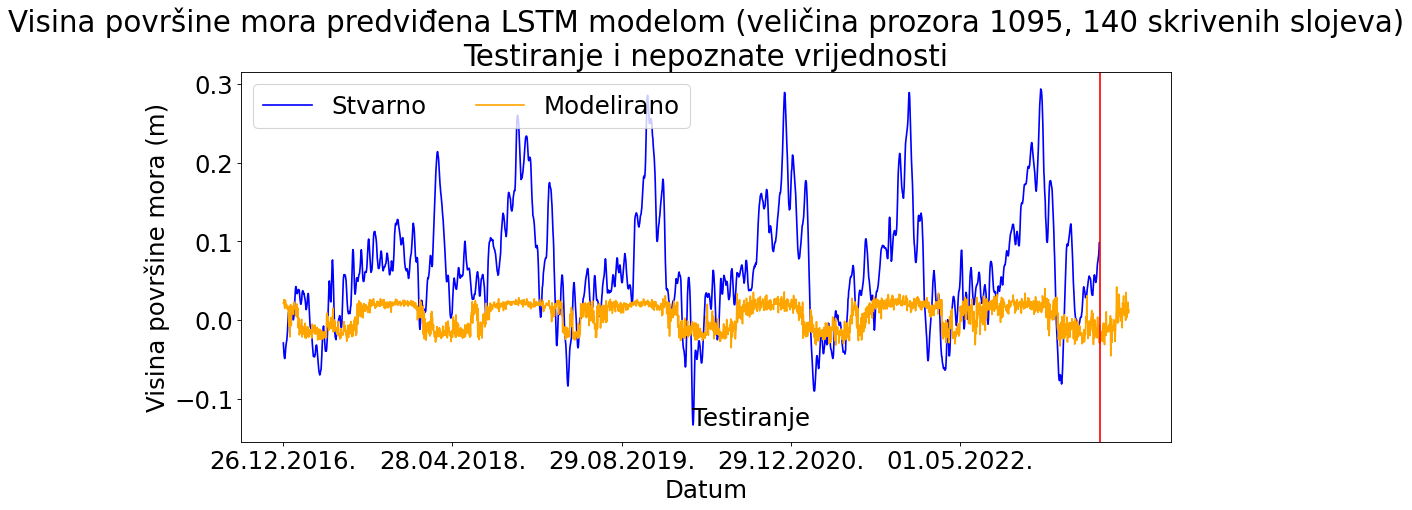 Visina površine mora predviđena LSTM modelom (veličina prozora 1095, 140 skrivenih slojeva)
Testiranje i nepoznate vrijednosti
Stvarno Modelirano
Visina površine mora (m)
0.3
0.2
0.1
0.0
−0.1
Testiranje
26.12.2016. 28.04.2018. 29.08.2019. 29.12.2020. 01.05.2022.
Datum